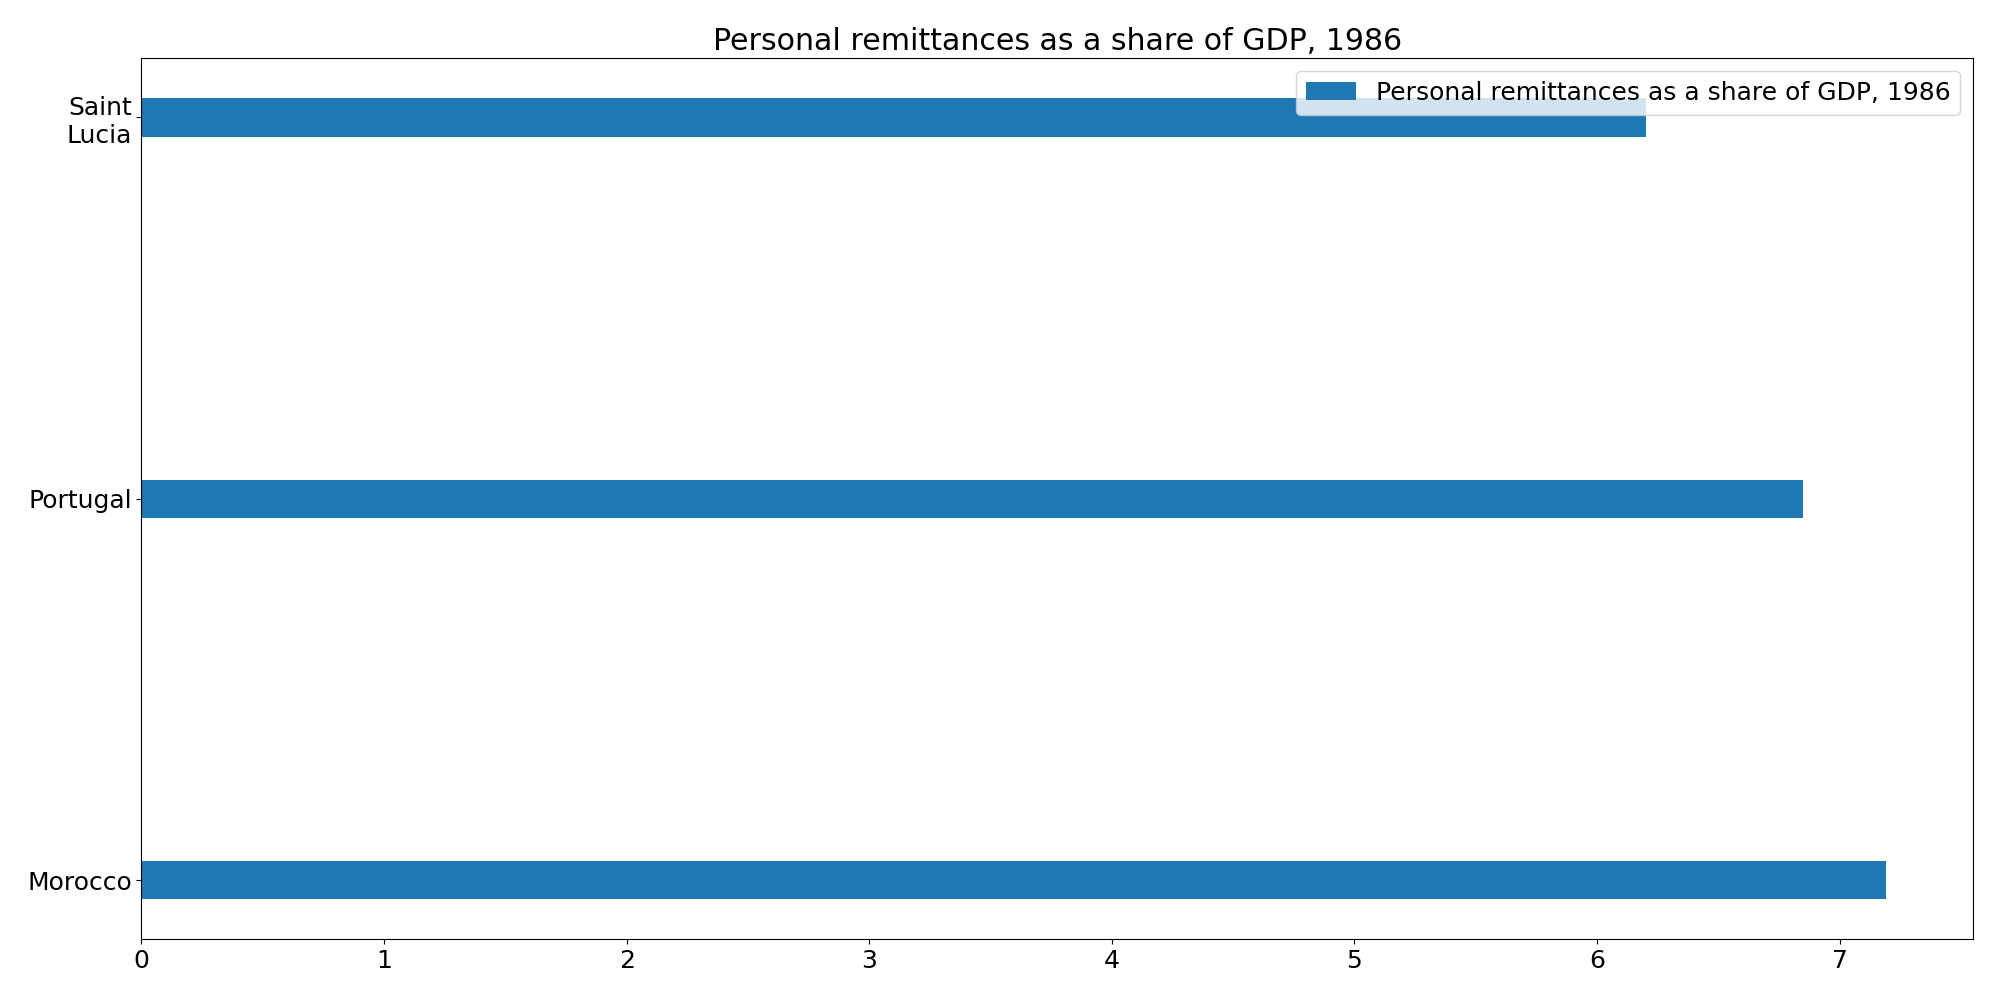 Personal remittances as a share of GDP, 1986
Personal remittances as a share of GDP, 1986
Saint
Lucia
Portugal
Morocco
0 1 2 3 4 5 6 7